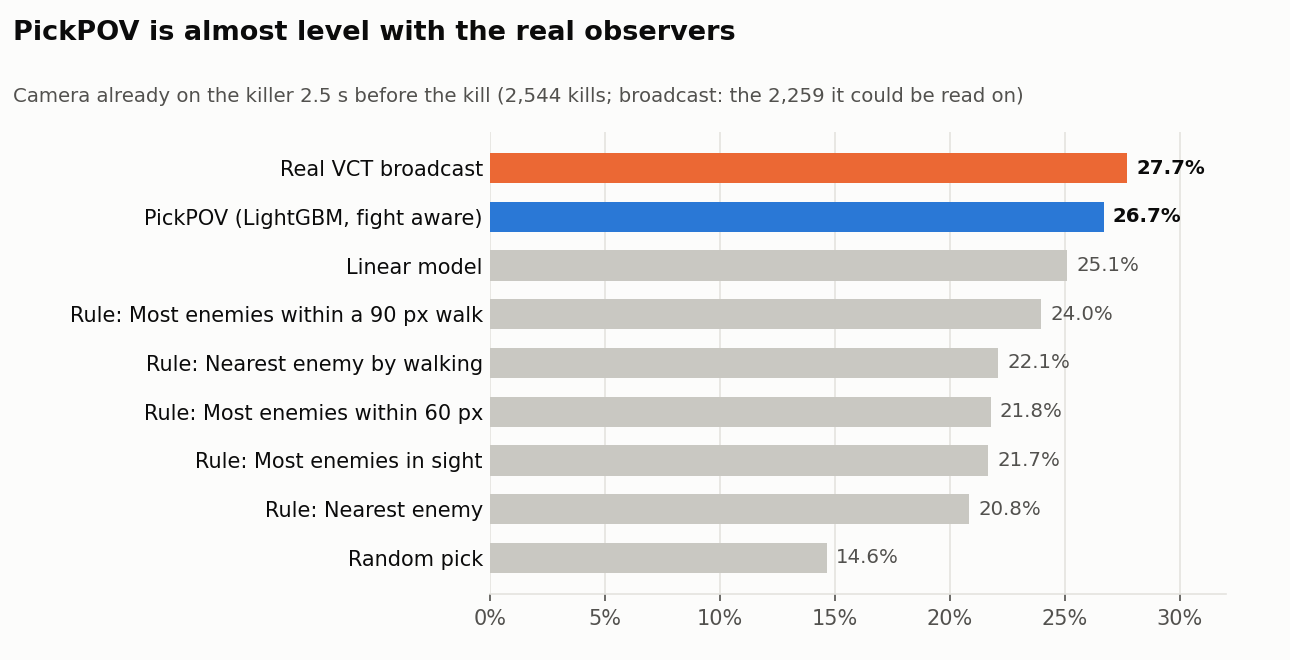 PickPOV is almost level with the real observers
Camera already on the killer 2.5 s before the kill (2,544 kills; broadcast: the 2,259 it could be read on)
Real VCT broadcast 27.7%
PickPOV (LightGBM, fight aware) 26.7%
Linear model 25.1%
Rule: Most enemies within a 90 px walk 24.0%
Rule: Nearest enemy by walking 22.1%
Rule: Most enemies within 60 px 21.8%
Rule: Most enemies in sight 21.7%
Rule: Nearest enemy 20.8%
Random pick 14.6%
0% 5% 10% 15% 20% 25% 30%